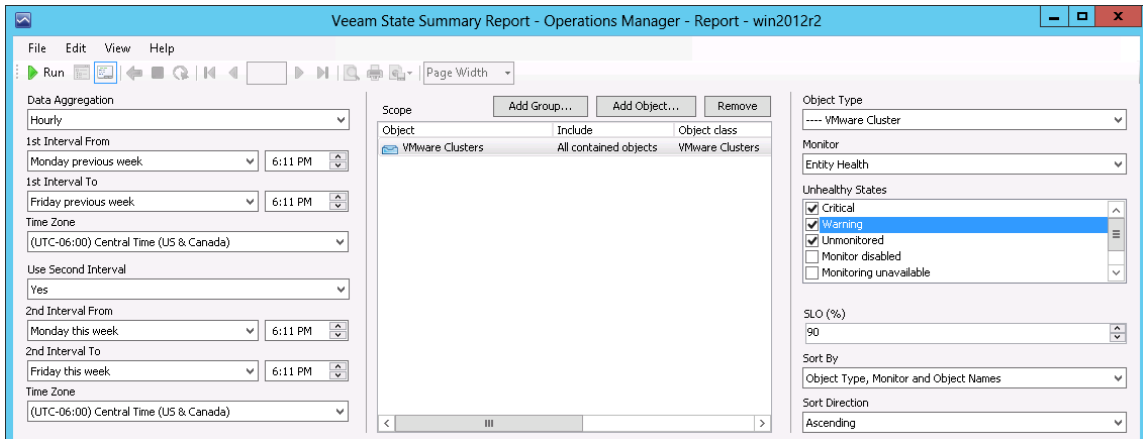 Veeam State Summary Report - Operations Manager - Report - win2012r2
File Edit View Help
Run Page Width
Data Aggregation
Hourly
1st Interval From
Monday previous week 6:11 PM
1st Interval To
Friday previous week 6:11 PM
Time Zone
(UTC-06:00) Central Time (US & Canada)
Use Second Interval
Yes
2nd Interval From
Monday this week 6:11 PM
2nd Interval To
Friday this week 6:11 PM
Time Zone
(UTC-06:00) Central Time (US & Canada)
Scope Add Group... Add Object... Remove
Object Include Object class
VMware Clusters All contained objects VMware Clusters
Object Type
---- VMware Cluster
Monitor
Entity Health
Unhealthy States
Critical
Warning
Unmonitored
Monitor disabled
Monitoring unavailable
SLO (%)
90
Sort By
Object Type, Monitor and Object Names
Sort Direction
Ascending